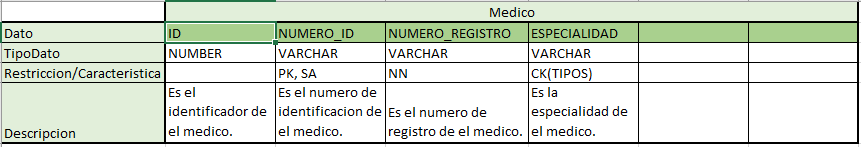 Medico
Dato ID NUMERO_ID NUMERO_REGISTRO ESPECIALIDAD
TipoDato NUMBER VARCHAR VARCHAR VARCHAR
Restriccion/Caracteristica PK, SA NN CK(TIPOS)
Descripcion
Es el
identificador de
el medico.
Es el numero de
identificacion de
el medico.
Es el numero de
registro de el medico.
Es la
especialidad de
el medico.